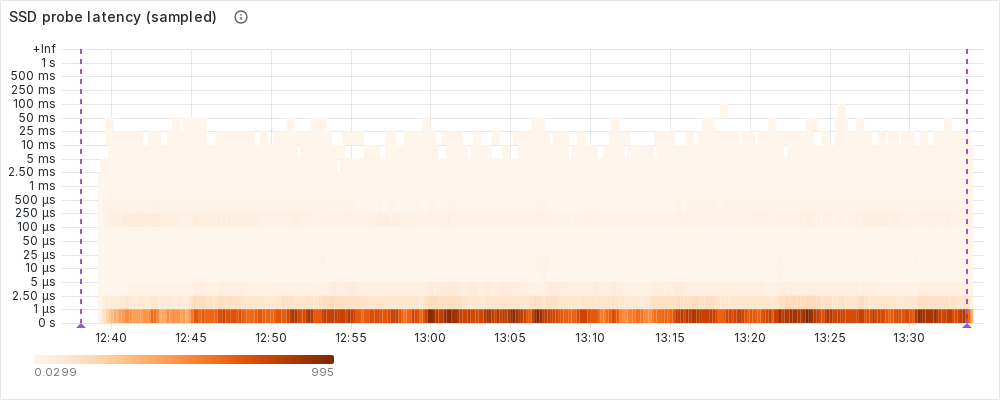 SSD probe latency (sampled)
+Inf
1 s
500 ms
250 ms
100 ms
50 ms
25 ms
10 ms
5 ms
2.50 ms
1 ms
500 µs
250 µs
100 µs
50 µs
25 µs
10 µs
5 µs
2.50 µs
1 µs
0 s
12:40 12:45 12:50 12:55 13:00 13:05 13:10 13:15 13:20 13:25 13:30
0.0299 995